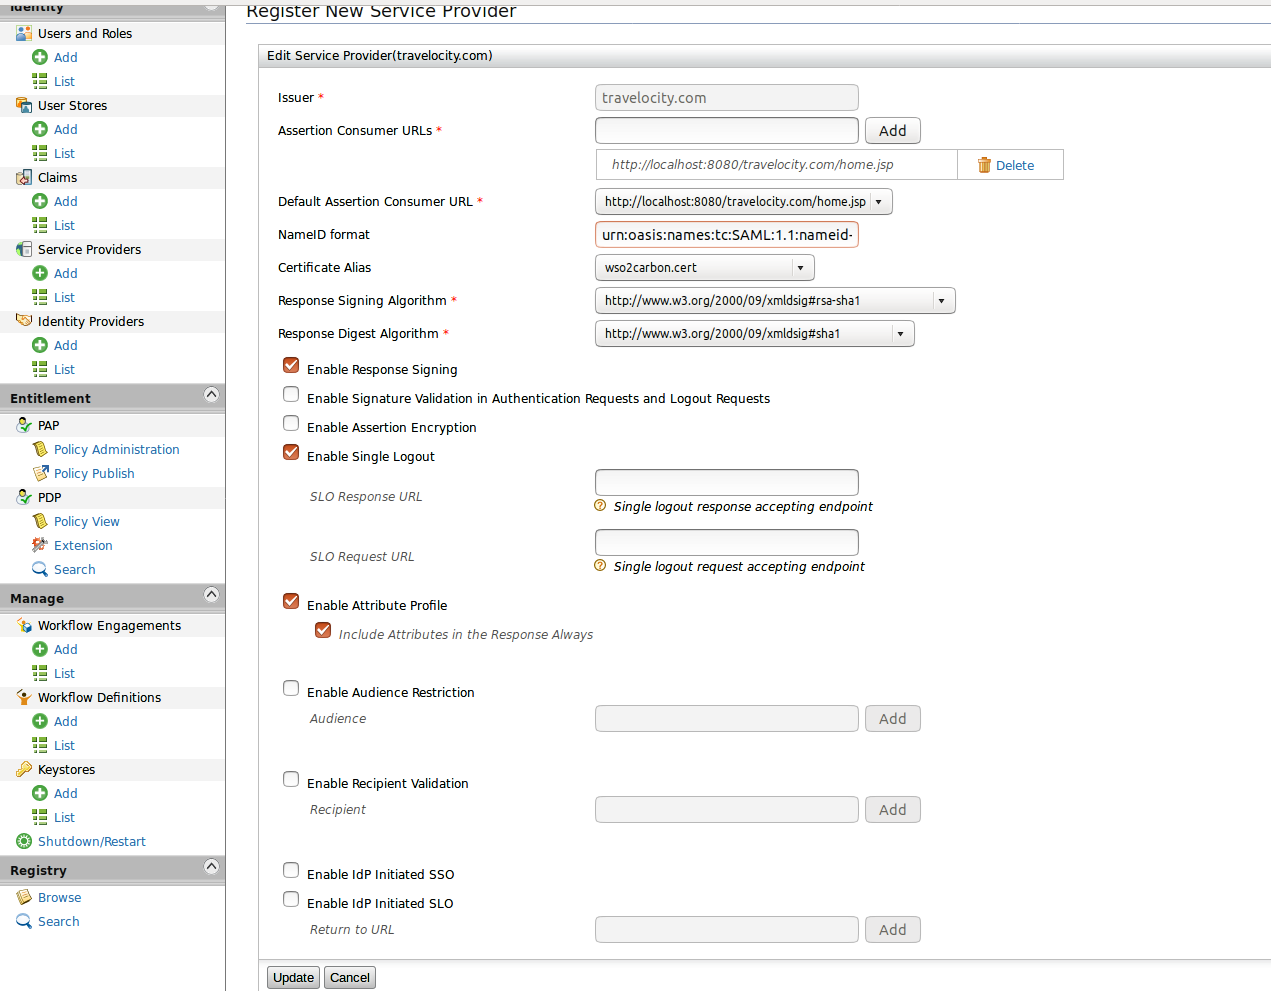 Identity
Users and Roles
Add
List
User Stores
Add
List
Claims
Add
List
Service Providers
Add
List
Identity Providers
Add
List
Entitlement
PAP
Policy Administration
Policy Publish
PDP
Policy View
Extension
Search
Manage
Workflow Engagements
Add
List
Workflow Definitions
Add
List
Keystores
Add
List
Shutdown/Restart
Registry
Browse
Search
Register New Service Provider
Edit Service Provider(travelocity.com)
Issuer * travelocity.com
Assertion Consumer URLs * Add
http://localhost:8080/travelocity.com/home.jsp Delete
Default Assertion Consumer URL * http://localhost:8080/travelocity.com/home.jsp
NameID format urn:oasis:names:tc:SAML:1.1:nameid-
Certificate Alias wso2carbon.cert
Response Signing Algorithm * http://www.w3.org/2000/09/xmldsig#rsa-sha1
Response Digest Algorithm * http://www.w3.org/2000/09/xmldsig#sha1
Enable Response Signing
Enable Signature Validation in Authentication Requests and Logout Requests
Enable Assertion Encryption
Enable Single Logout
SLO Response URL
Single logout response accepting endpoint
SLO Request URL
Single logout request accepting endpoint
Enable Attribute Profile
Include Attributes in the Response Always
Enable Audience Restriction
Audience Add
Enable Recipient Validation
Recipient Add
Enable IdP Initiated SSO
Enable IdP Initiated SLO
Return to URL Add
Update Cancel